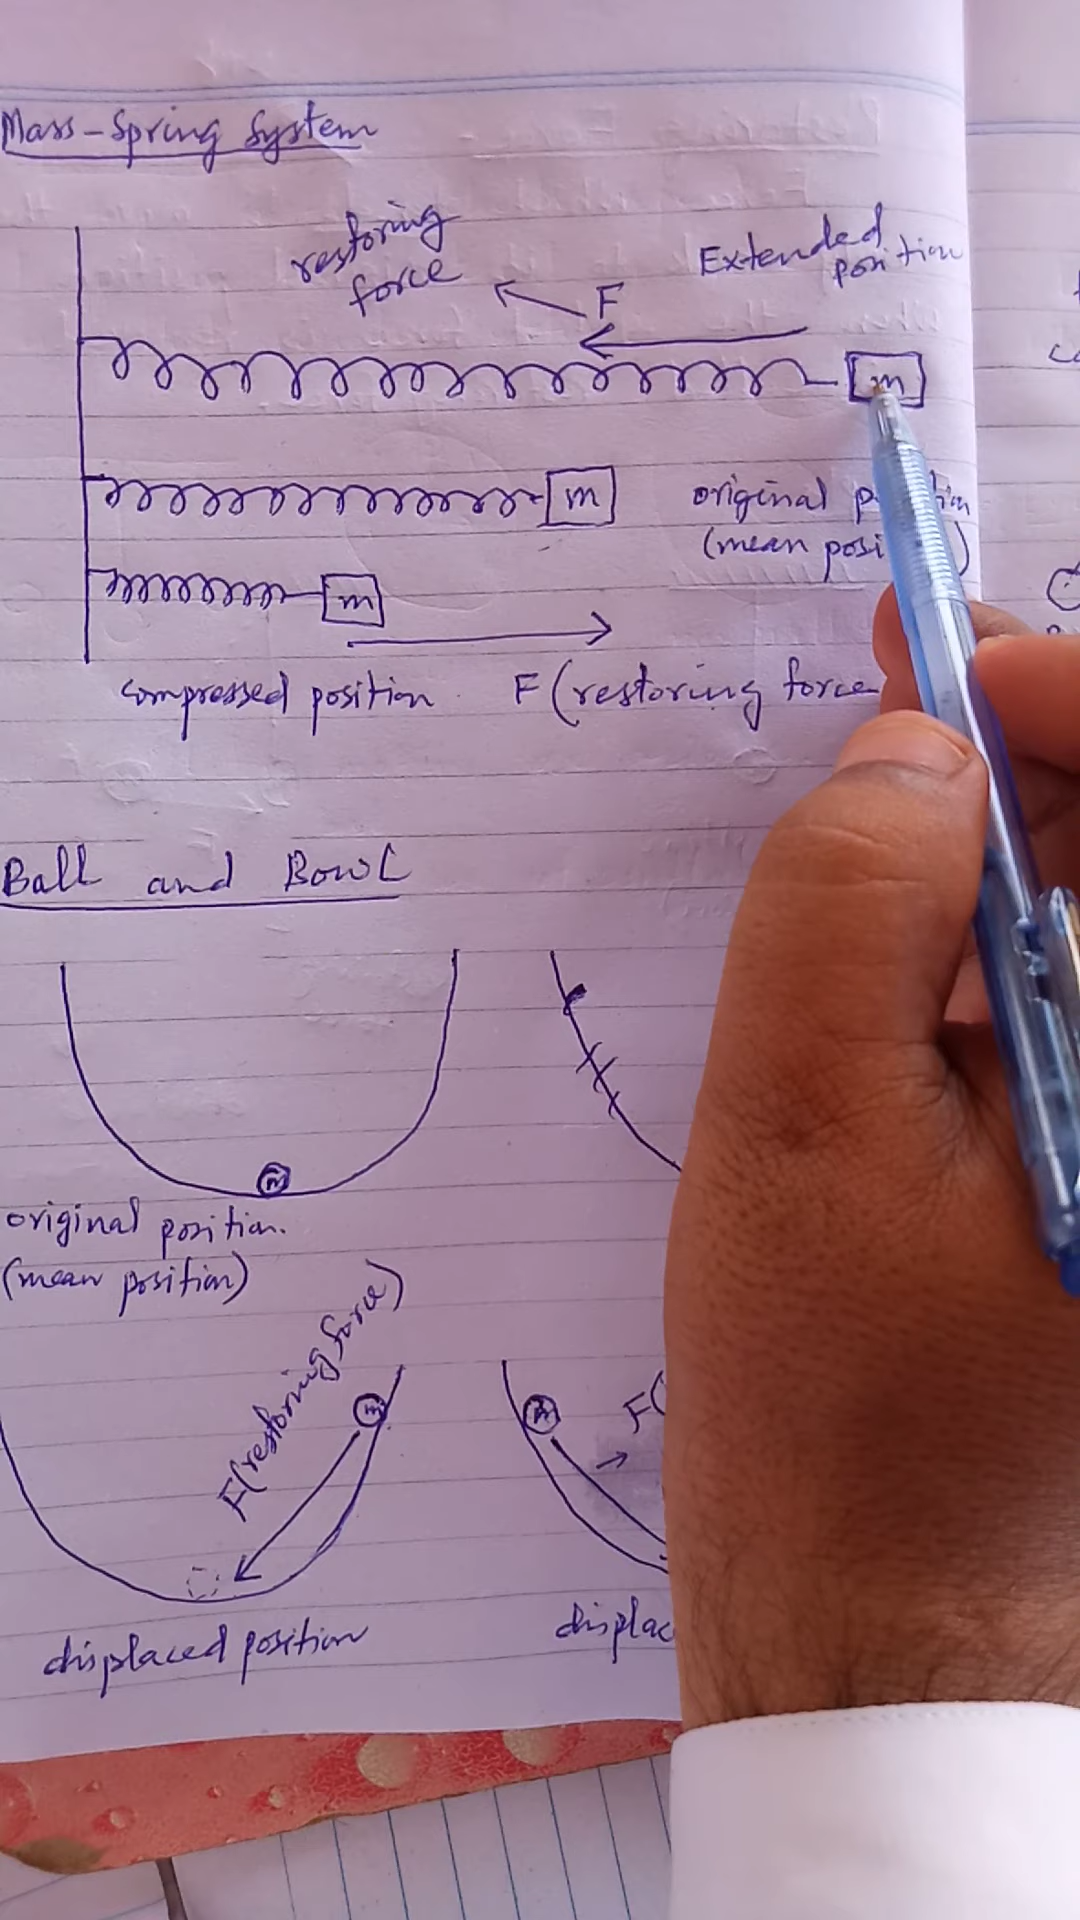 Mass-Spring System
restoring
force
F
Extended
position
m
m
original
(mean
m
compressed position
F (restoring force
Ball and Bowl
m
original position.
(mean position)
F(restoring force)
m
displaced position
m
F(